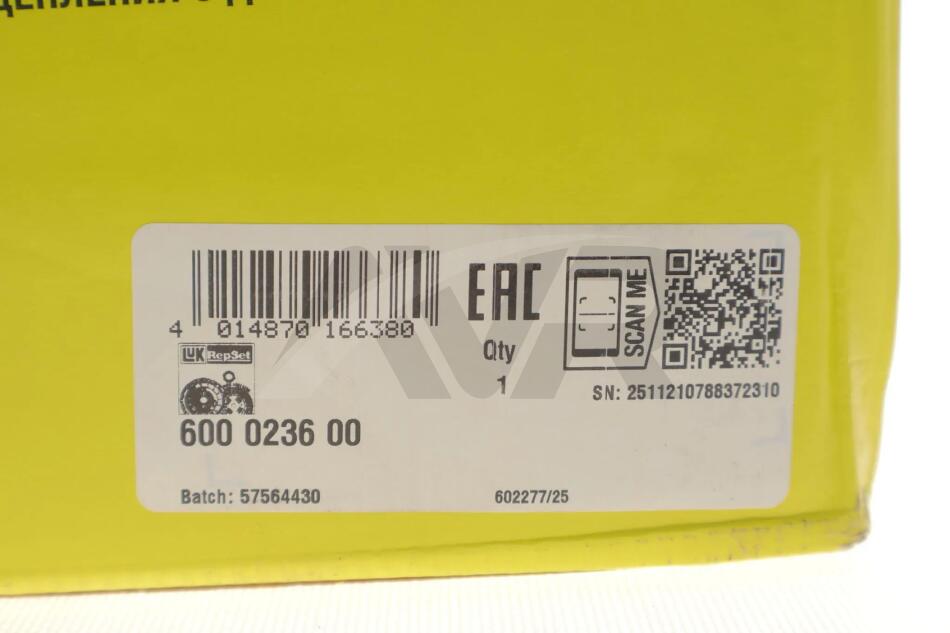 4 014870 166380
EAC
SCAN ME
LUK RepSet
Qty
1
SN: 2511210788372310
600 0236 00
Batch: 57564430
602277/25